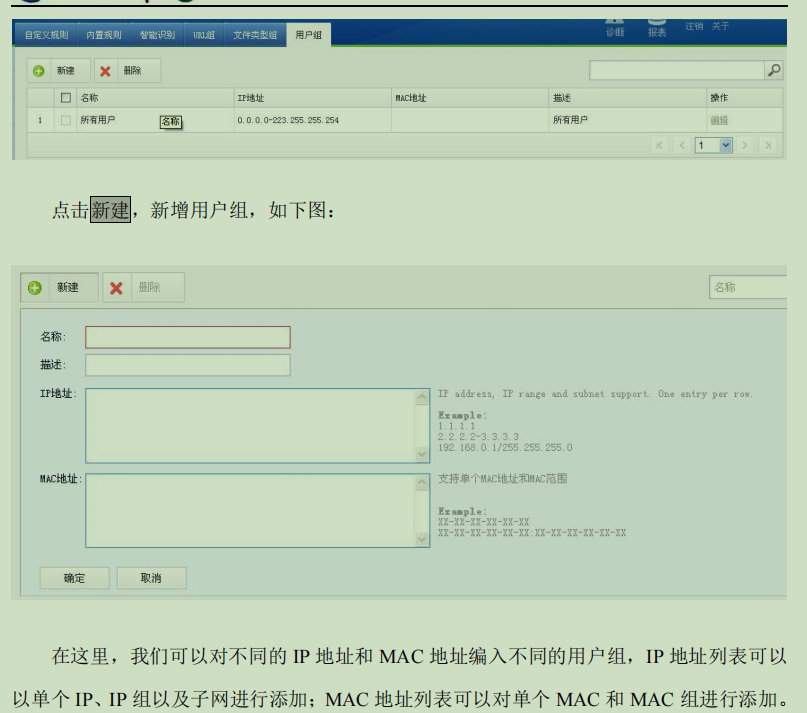 诊断 报表 注销 关于
自定义规则 内置规则 智能识别 URL组 文件类型组 用户组
新建 删除
名称 IP地址 MAC地址 描述 操作
1 所有用户 名称 0.0.0.0-223.255.255.254 所有用户 编辑
1
点击新建，新增用户组，如下图：
新建 删除 名称
名称:
描述:
IP地址: IP address, IP range and subnet support. One entry per row.
Example:
1.1.1.1
2.2.2.2-3.3.3.3
192.168.0.1/255.255.255.0
MAC地址: 支持单个MAC地址和MAC范围
Example:
XX-XX-XX-XX-XX-XX
XX-XX-XX-XX-XX-XX:XX-XX-XX-XX-XX-XX
确定 取消
在这里，我们可以对不同的 IP 地址和 MAC 地址编入不同的用户组，IP 地址列表可以
以单个 IP、IP 组以及子网进行添加；MAC 地址列表可以对单个 MAC 和 MAC 组进行添加。